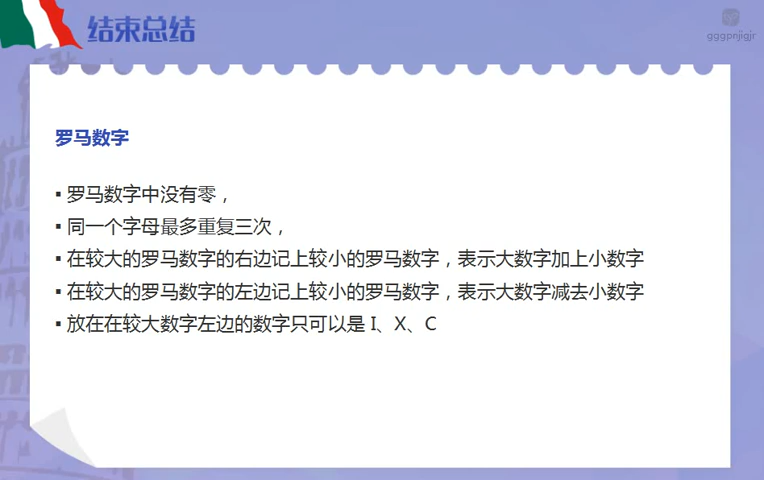 结束总结
gggpnjigjr
罗马数字
▪ 罗马数字中没有零，
▪ 同一个字母最多重复三次，
▪ 在较大的罗马数字的右边记上较小的罗马数字，表示大数字加上小数字
▪ 在较大的罗马数字的左边记上较小的罗马数字，表示大数字减去小数字
▪ 放在在较大数字左边的数字只可以是 I、X、C